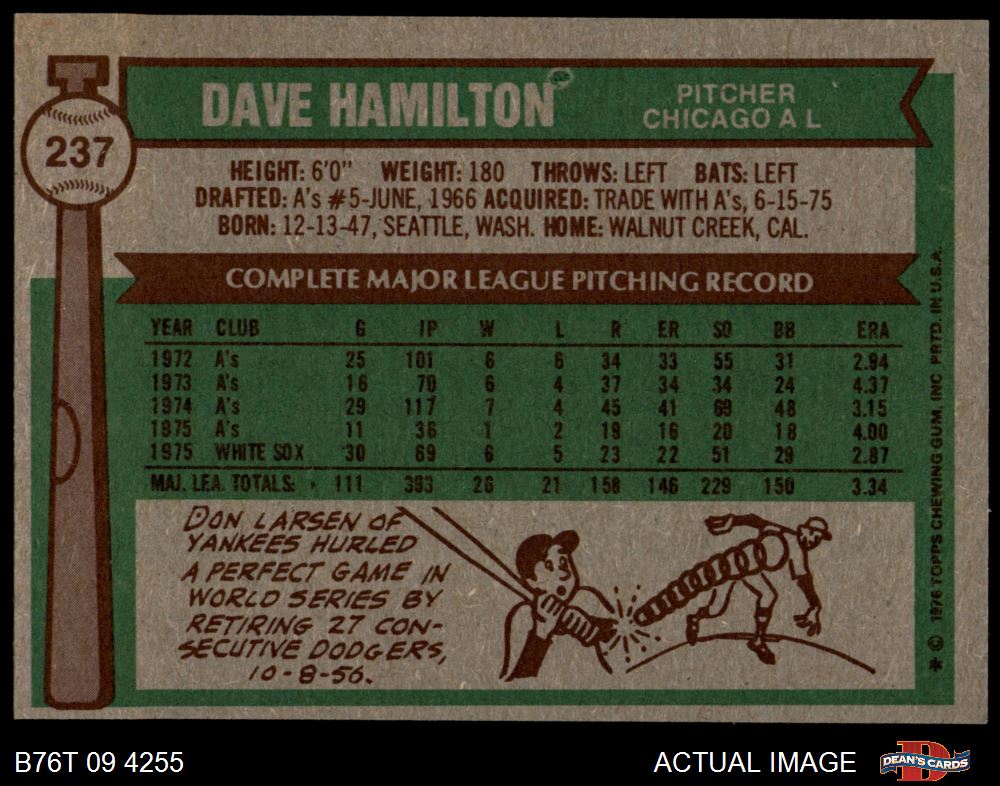 DAVE HAMILTON
PITCHER
CHICAGO A L
237
HEIGHT: 6'0" WEIGHT: 180 THROWS: LEFT BATS: LEFT
DRAFTED: A's #5-JUNE, 1966 ACQUIRED: TRADE WITH A's, 6-15-75
BORN: 12-13-47, SEATTLE, WASH. HOME: WALNUT CREEK, CAL.
COMPLETE MAJOR LEAGUE PITCHING RECORD
YEAR CLUB G IP W L R ER SO BB ERA
1972 A's 25 101 6 6 34 33 55 31 2.94
1973 A's 16 70 6 4 37 34 34 24 4.37
1974 A's 29 117 7 4 45 41 69 48 3.15
1975 A's 11 36 1 2 19 16 20 18 4.00
1975 WHITE SOX 30 69 6 5 23 22 51 29 2.87
MAJ. LEA. TOTALS. 111 393 26 21 158 146 229 150 3.34
DON LARSEN OF
YANKEES HURLED
A PERFECT GAME IN
WORLD SERIES BY
RETIRING 27 CON-
SECUTIVE DODGERS,
10-8-56.
* © 1976 TOPPS CHEWING GUM, INC PRTD. IN U.S.A.
B76T 09 4255
ACTUAL IMAGE
D
DEAN'S CARDS